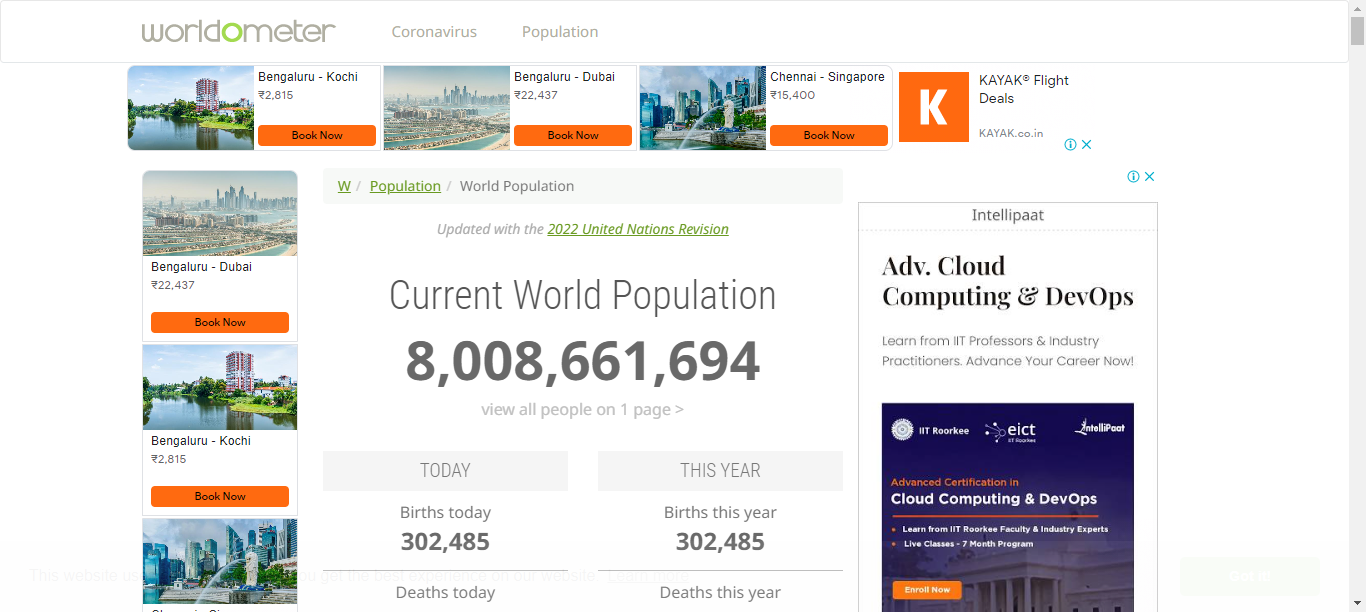 worldometer
Coronavirus
Population
Bengaluru - Kochi
₹2,815
Book Now
Bengaluru - Dubai
₹22,437
Book Now
Chennai - Singapore
₹15,400
Book Now
K
KAYAK® Flight
Deals
KAYAK.co.in
Bengaluru - Dubai
₹22,437
Book Now
Bengaluru - Kochi
₹2,815
Book Now
W / Population / World Population
Updated with the 2022 United Nations Revision
Current World Population
8,008,661,694
view all people on 1 page >
TODAY
Births today
302,485
Deaths today
THIS YEAR
Births this year
302,485
Deaths this year
Intellipaat
Adv. Cloud
Computing & DevOps
Learn from IIT Professors & Industry
Practitioners. Advance Your Career Now!
IIT Roorkee
eict
IIT Roorkee
IntelliPaat
Advanced Certification in
Cloud Computing & DevOps
• Learn from IIT Roorkee Faculty & Industry Experts
• Live Classes - 7 Month Program
Enroll Now
This website us
ou get the best experience on our website. Learn more